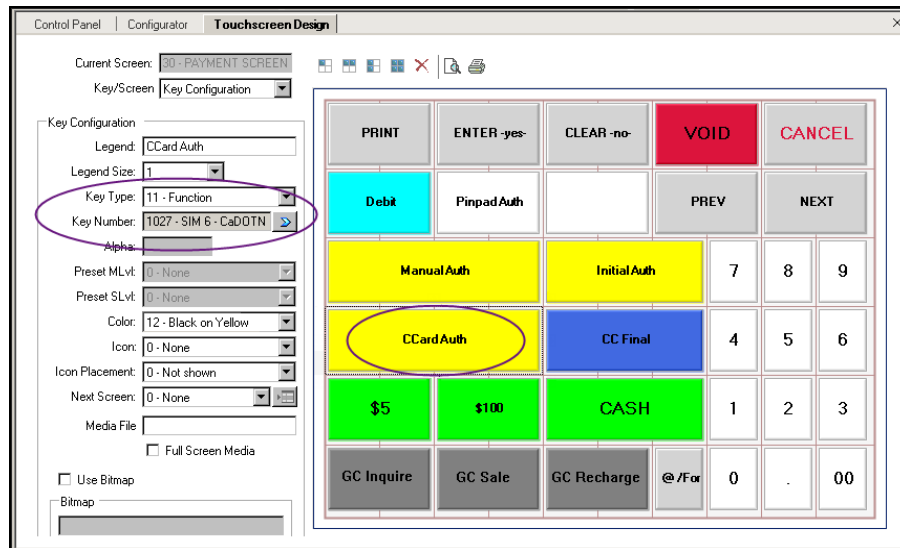 Control Panel | Configurator | Touchscreen Design
Current Screen: 30 - PAYMENT SCREEN
Key/Screen Key Configuration
Key Configuration
Legend: CCard Auth
Legend Size: 1
Key Type: 11 - Function
Key Number: 1027 - SIM 6 - CaDOTN
Alpha:
Preset MLvl: 0 - None
Preset SLvl: 0 - None
Color: 12 - Black on Yellow
Icon: 0 - None
Icon Placement: 0 - Not shown
Next Screen: 0 - None
Media File
Full Screen Media
Use Bitmap
Bitmap
PRINT ENTER -yes- CLEAR -no- VOID CANCEL
Debit Pinpad Auth PREV NEXT
Manual Auth Initial Auth 7 8 9
CCard Auth CC Final 4 5 6
$5 $100 CASH 1 2 3
GC Inquire GC Sale GC Recharge @/For 0 . 00